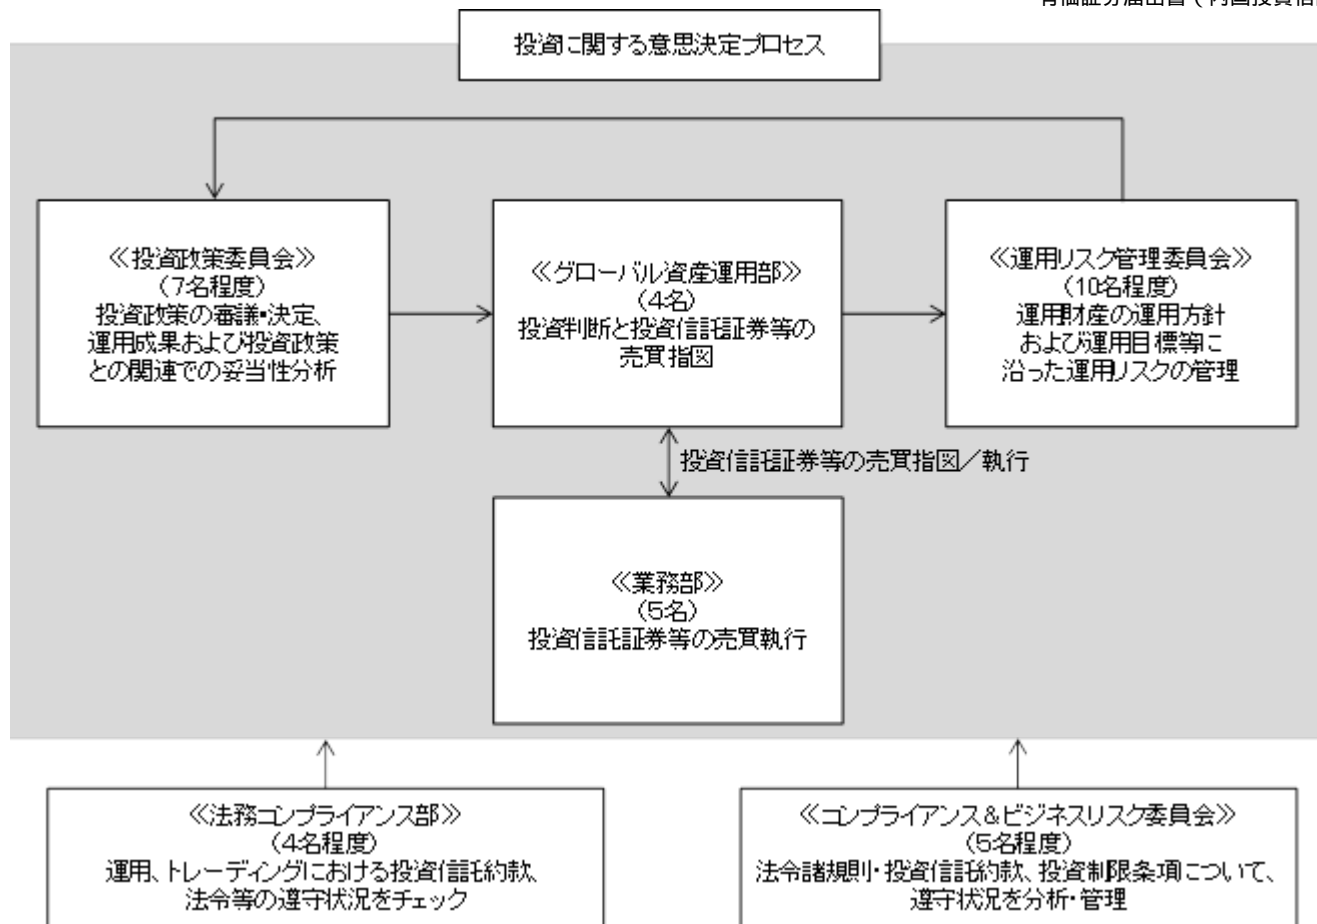 投資に関する意思決定プロセス
≪投資政策委員会≫
(7名程度)
投資政策の審議・決定、
運用成果および投資政策
との関連での妥当性分析
≪グローバル資産運用部≫
(4名)
投資判断と投資信託証券等の
売買指図
≪運用リスク管理委員会≫
(10名程度)
運用財産の運用方針
および運用目標等に
沿った運用リスクの管理
投資信託証券等の売買指図/執行
≪業務部≫
(5名)
投資信託証券等の売買執行
≪法務コンプライアンス部≫
(4名程度)
運用、トレーディングにおける投資信託約款、
法令等の遵守状況をチェック
≪コンプライアンス&ビジネスリスク委員会≫
(5名程度)
法令諸規則・投資信託約款、投資制限条項について、
遵守状況を分析・管理